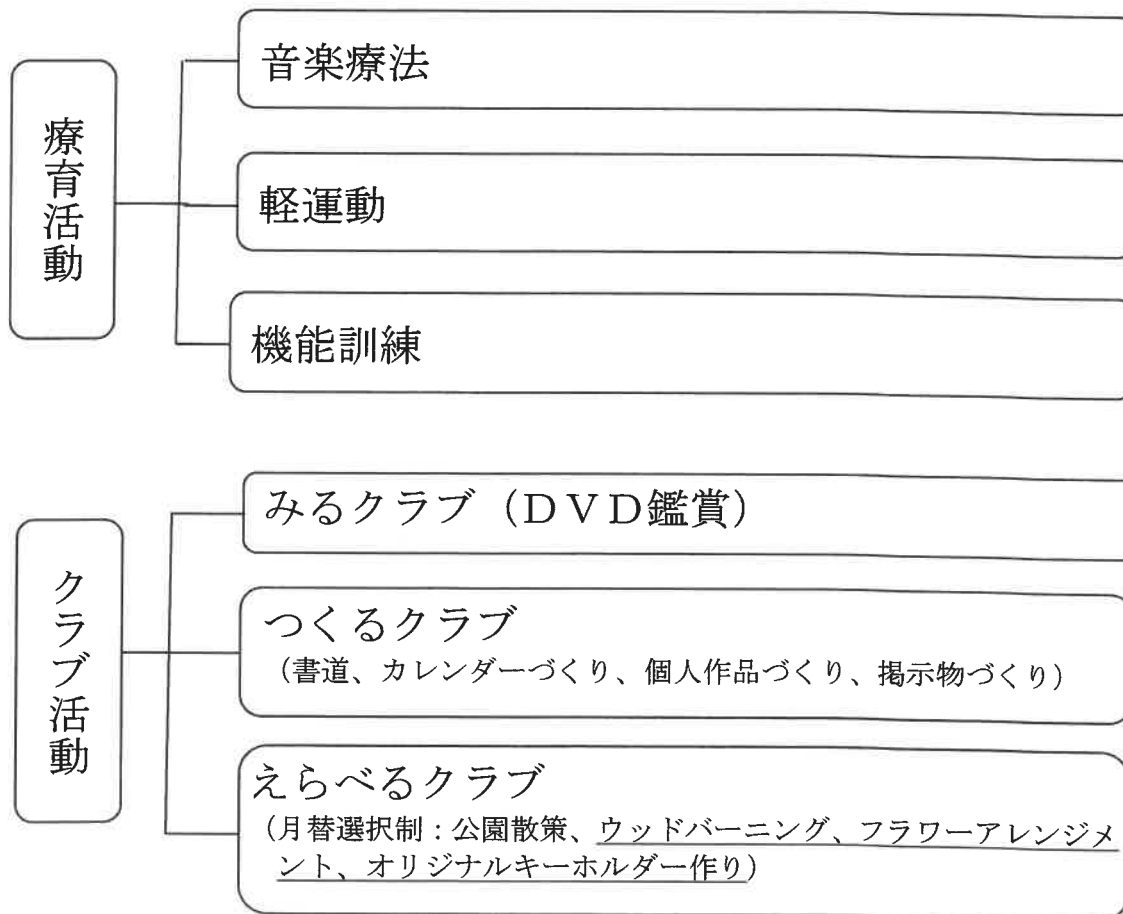 療育活動
音楽療法
軽運動
機能訓練
クラブ活動
みるクラブ（ＤＶＤ鑑賞）
つくるクラブ
（書道、カレンダーづくり、個人作品づくり、掲示物づくり）
えらべるクラブ
（月替選択制：公園散策、ウッドバーニング、フラワーアレンジメ
ント、オリジナルキーホルダー作り）